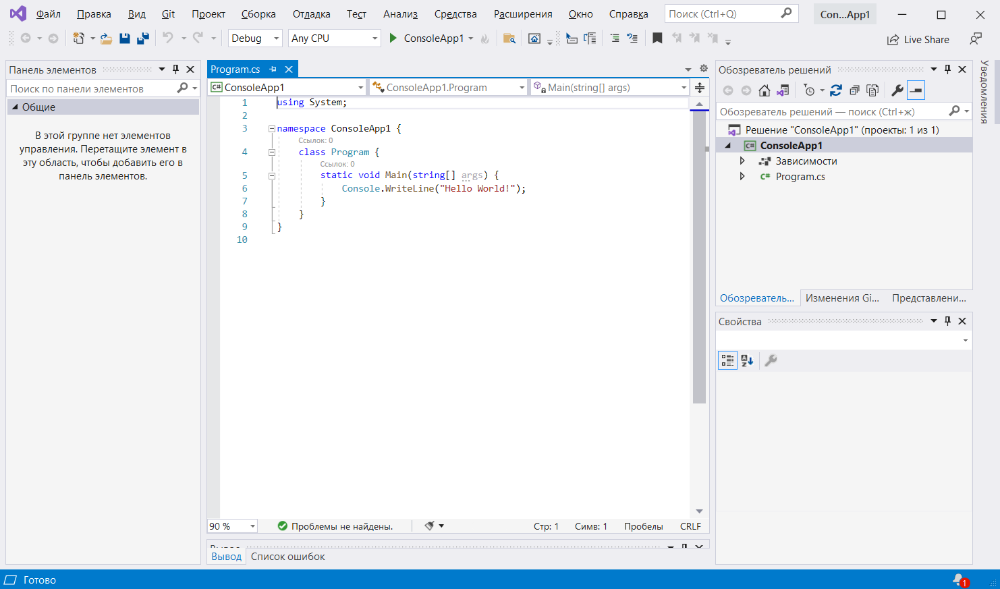 Файл Правка Вид Git Проект Сборка Отладка Тест Анализ Средства Расширения Окно Справка Поиск (Ctrl+Q) Con...App1
Debug Any CPU ConsoleApp1 Live Share
Панель элементов
Поиск по панели элементов
Общие
В этой группе нет элементов
управления. Перетащите элемент в
эту область, чтобы добавить его в
панель элементов.
Program.cs
ConsoleApp1 ConsoleApp1.Program Main(string[] args)
1 using System;
2
3 namespace ConsoleApp1 {
Ссылок: 0
4 class Program {
Ссылок: 0
5 static void Main(string[] args) {
6 Console.WriteLine("Hello World!");
7 }
8 }
9 }
10
90 % Проблемы не найдены. Стр: 1 Симв: 1 Пробелы CRLF
Вывод
Вывод Список ошибок
Обозреватель решений
Обозреватель решений — поиск (Ctrl+ж)
Решение "ConsoleApp1" (проекты: 1 из 1)
C# ConsoleApp1
Зависимости
C# Program.cs
Обозреватель... Изменения Gi... Представлени...
Свойства
Уведомления
Готово
1